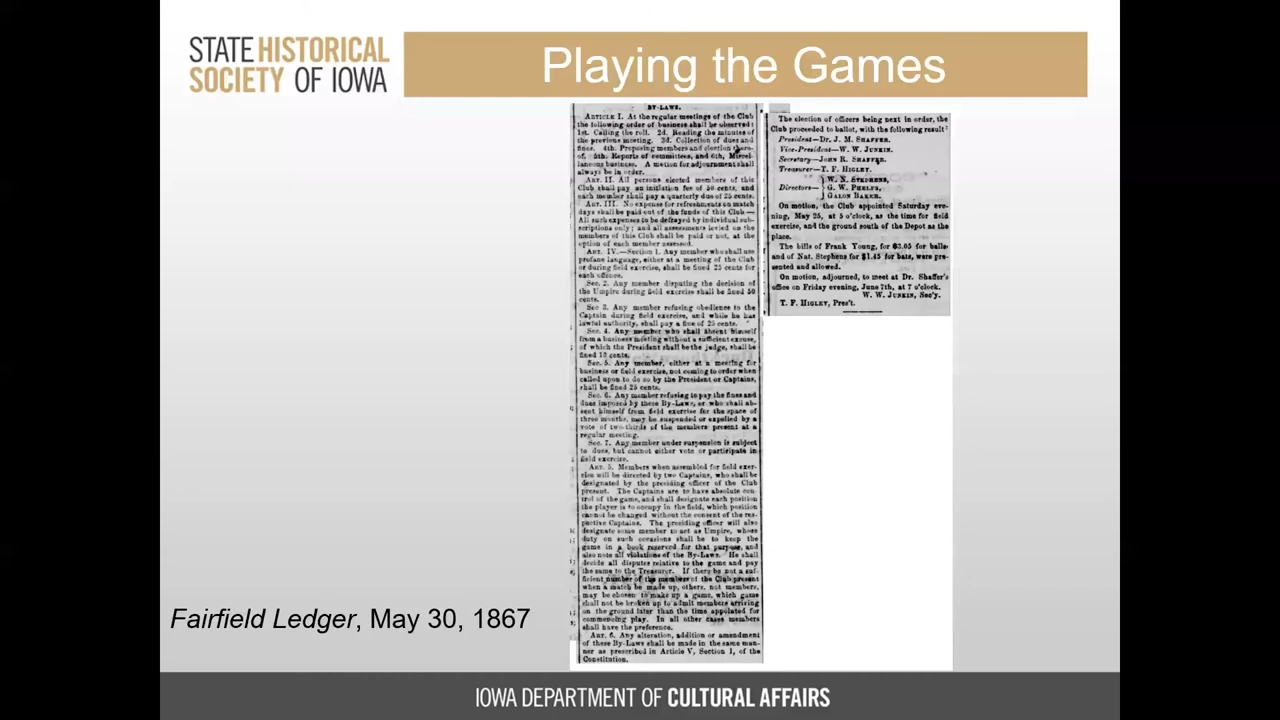 STATE HISTORICAL
SOCIETY OF IOWA
Playing the Games
BY-LAWS.
ARTICLE I. At the regular meetings of the Club
the following order of business shall be observed:
1st. Calling the roll. 2d. Reading the minutes of
the previous meeting. 3d. Collection of dues and
fines. 4th. Proposing members and election there-
of. 5th. Reports of committees, and 6th, Miscel-
laneous business. A motion for adjournment shall
always be in order.
ART. II. All persons elected members of this
Club shall pay an initiation fee of 50 cents, and
each member shall pay a quarterly due of 25 cents.
ART. III. No expense for refreshments on match
days shall be paid out of the funds of this Club—
All such expenses to be defrayed by individual sub-
scriptions only; and all assessments levied on the
members of this Club shall be paid or not, at the
option of each member assessed.
ART. IV.—Section 1. Any member who shall use
profane language, either at a meeting of the Club
or during field exercise, shall be fined 25 cents for
each offence.
Sec. 2. Any member disputing the decision of
the Umpire during field exercise shall be fined 50
cents.
Sec 3. Any member refusing obedience to the
Captain during field exercise, and while he has
lawful authority, shall pay a fine of 25 cents.
Sec. 4. Any member who shall absent himself
from a business meeting without a sufficient excuse,
of which the President shall be the judge, shall be
fined 10 cents.
Sec. 5. Any member, either at a meeting for
business or field exercise, not coming to order when
called upon to do so by the President or Captains,
shall be fined 25 cents.
Sec. 6. Any member refusing to pay the fines and
dues imposed by these By-Laws, or who shall ab-
sent himself from field exercise for the space of
three months, may be suspended or expelled by a
vote of two-thirds of the members present at a
regular meeting.
Sec. 7. Any member under suspension is subject
to dues, but cannot either vote or participate in
field exercise.
ART. 5. Members when assembled for field exer-
cise will be directed by two Captains, who shall be
designated by the presiding officer of the Club
present. The Captains are to have absolute con-
trol of the game, and shall designate each position
the player is to occupy in the field, which position
cannot be changed without the consent of the res-
pective Captains. The presiding officer will also
designate some member to act as Umpire, whose
duty on such occasions shall be to keep the
game in a book reserved for that purpose, and
also note all violations of the By-Laws. He shall
decide all disputes relative to the game and pay
the same to the Treasurer. If there be not a suf-
ficient number of the members of the Club present
when a match be made up, others, not members,
may be chosen to make up a game, which game
shall not be broken up to admit members arriving
on the ground later than the time appointed for
commencing play. In all other cases members
shall have the preference.
ART. 6. Any alteration, addition or amendment
of these By-Laws shall be made in the same man-
ner as prescribed in Article V, Section 1, of the
Constitution.
The election of officers being next in order, the
Club proceeded to ballot, with the following result:
President—Dr. J. M. SHAFFER.
Vice-President—W. W. JUNKIN.
Secretary—JOHN R. SHAFFER.
Treasurer—T. F. HIGLEY.
W. N. STEPHENS,
Directors— G. W. PHELPS,
GALON BAKER.
On motion, the Club appointed Saturday eve-
ning, May 25, at 5 o'clock, as the time for field
exercise, and the ground south of the Depot as the
place.
The bills of Frank Young, for $3.05 for balls
and of Nat. Stephens for $1.45 for bats, were pre-
sented and allowed.
On motion, adjourned, to meet at Dr. Shaffer's
office on Friday evening, June 7th, at 7 o'clock.
W. W. JUNKIN, Sec'y.
T. F. HIGLEY, Pres't.
Fairfield Ledger, May 30, 1867
IOWA DEPARTMENT OF CULTURAL AFFAIRS